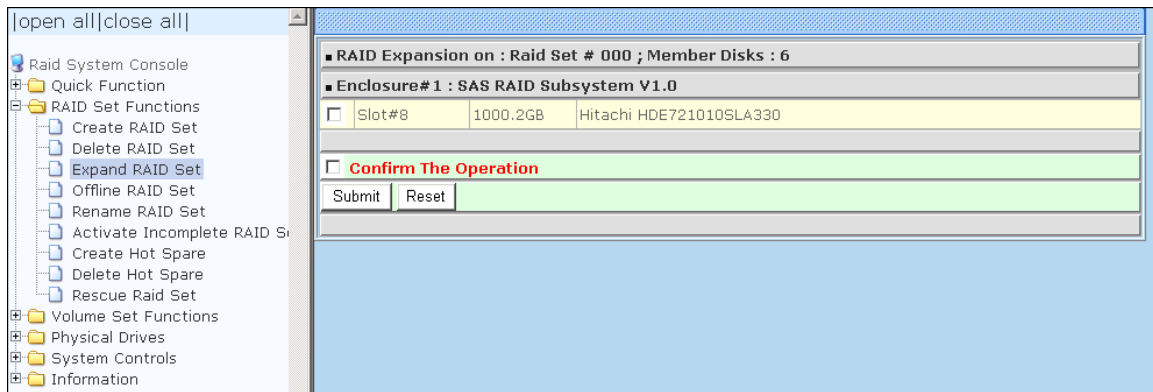 |open all|close all|
Raid System Console
Quick Function
RAID Set Functions
Create RAID Set
Delete RAID Set
Expand RAID Set
Offline RAID Set
Rename RAID Set
Activate Incomplete RAID S
Create Hot Spare
Delete Hot Spare
Rescue Raid Set
Volume Set Functions
Physical Drives
System Controls
Information
▪ RAID Expansion on : Raid Set # 000 ; Member Disks : 6
▪ Enclosure#1 : SAS RAID Subsystem V1.0
Slot#8 1000.2GB Hitachi HDE721010SLA330
Confirm The Operation
Submit Reset